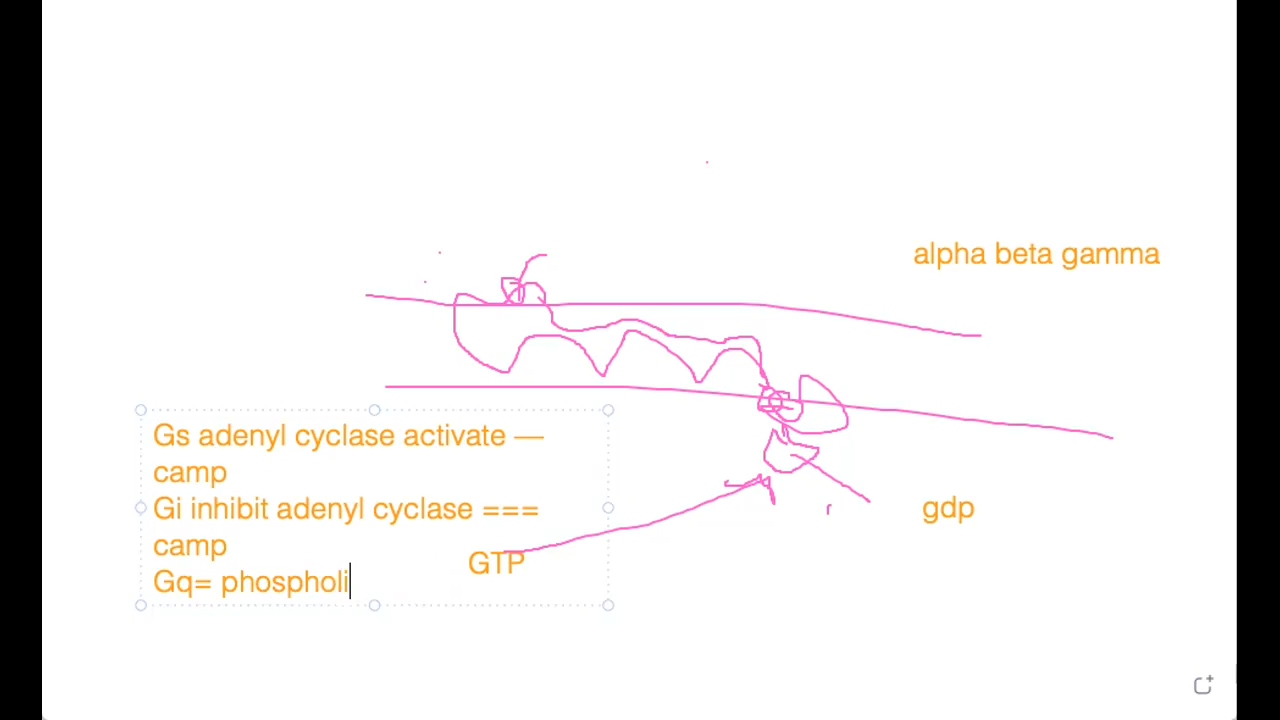 alpha beta gamma
Gs adenyl cyclase activate —
camp
Gi inhibit adenyl cyclase ===
camp
Gq= phospholi
GTP
gdp